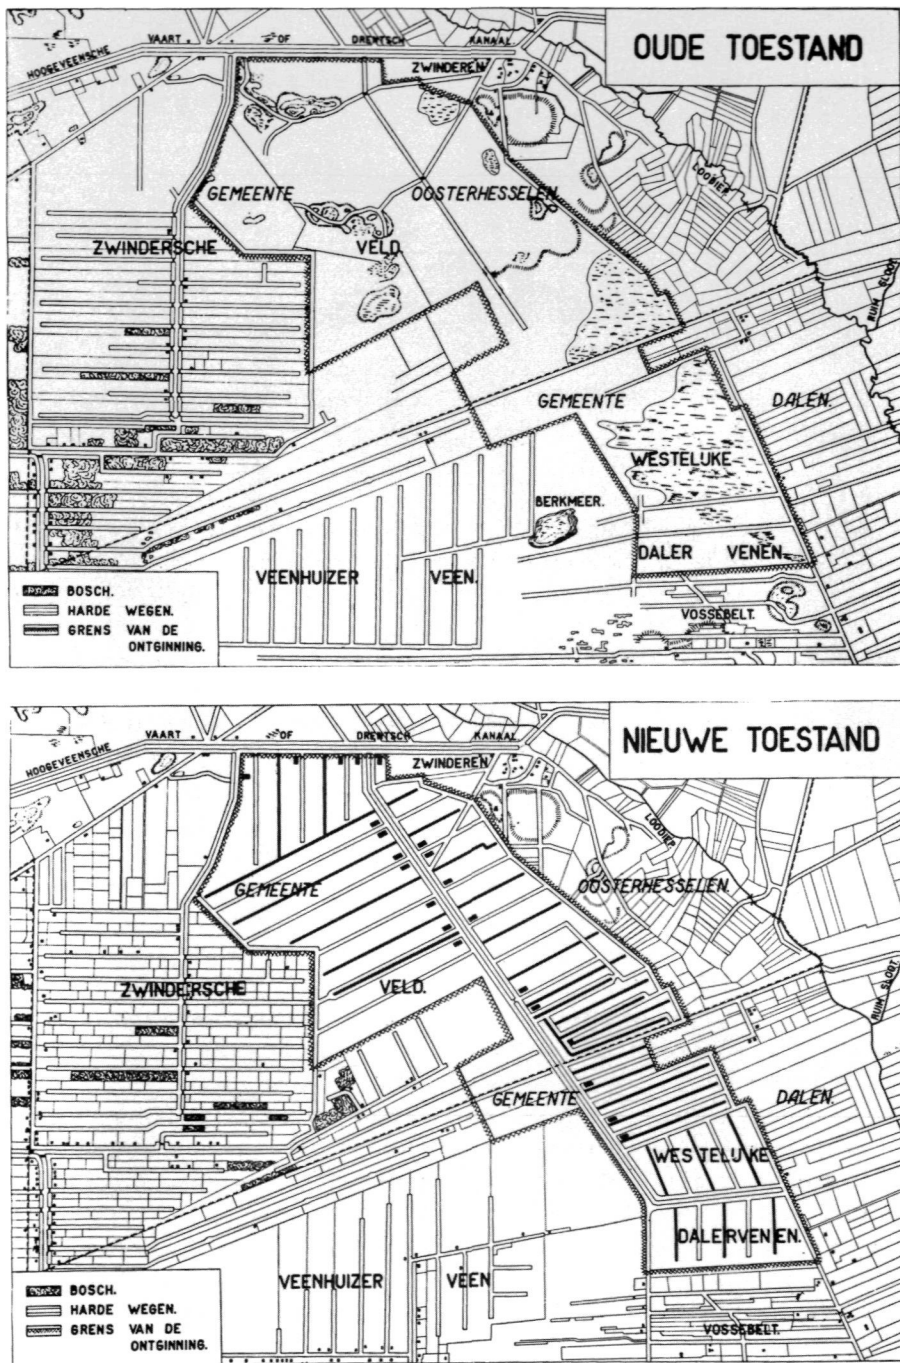 OUDE TOESTAND
HOOGEVEENSCHE VAART OF DRENTSCH KANAAL
ZWINDEREN
LOODIEP
GEMEENTE OOSTERHESSELEN.
ZWINDERSCHE VELD.
RUIM SLOOT
GEMEENTE DALEN.
WESTELIJKE
BERKMEER.
DALER VENEN.
VEENHUIZER VEEN.
VOSSEBELT.
BOSCH.
HARDE WEGEN.
GRENS VAN DE
ONTGINNING.
NIEUWE TOESTAND
HOOGEVEENSCHE VAART OF DRENTSCH KANAAL
ZWINDEREN
LOODIEP
GEMEENTE OOSTERHESSELEN.
ZWINDERSCHE VELD.
RUIM SLOOT
GEMEENTE DALEN.
WESTELIJKE
DALERVENEN.
VEENHUIZER VEEN
VOSSEBELT.
BOSCH.
HARDE WEGEN.
GRENS VAN DE
ONTGINNING.